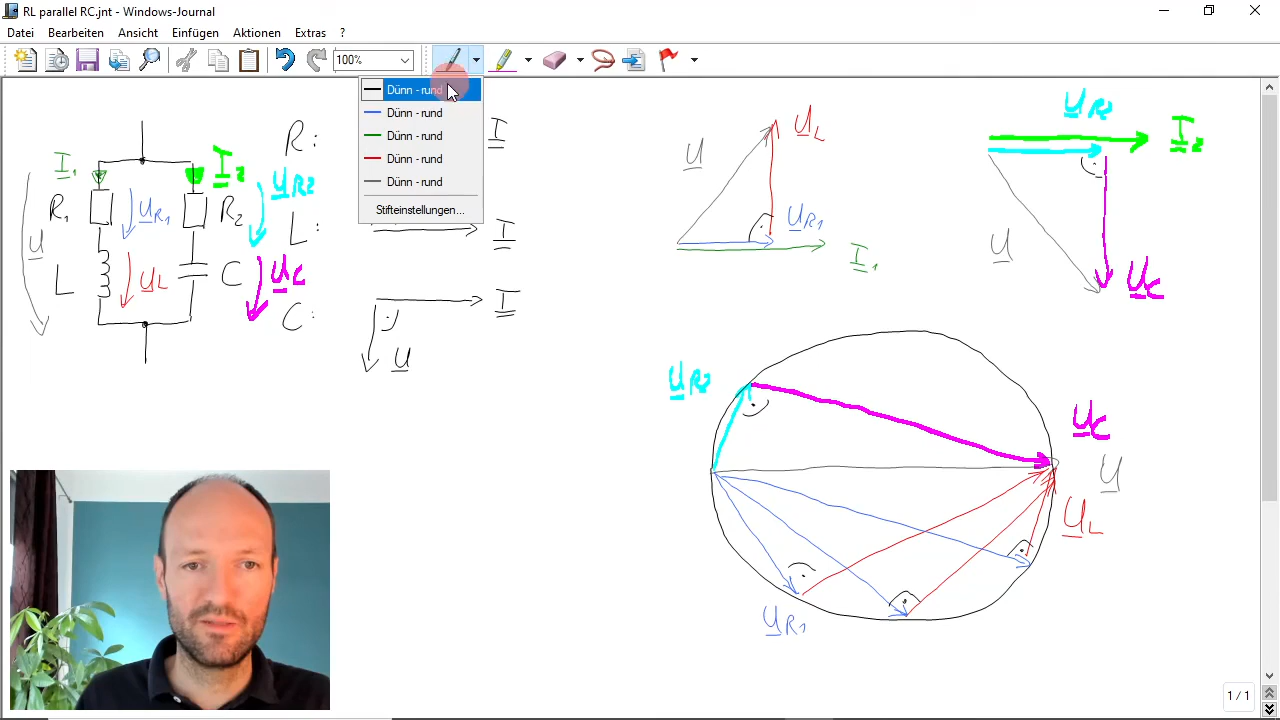 RL parallel RC.jnt - Windows-Journal
Datei Bearbeiten Ansicht Einfügen Aktionen Extras ?
100%
Dünn - rund
Dünn - rund
Dünn - rund
Dünn - rund
Dünn - rund
Stifteinstellungen...
I1
I2
U
R1
UR1
R2
UR2
L
UL
C
UC
R:
I
L:
I
C:
I
U
U
UL
UR1
I1
UR2
I2
U
UC
UR2
UC
U
UL
UR1
1 / 1